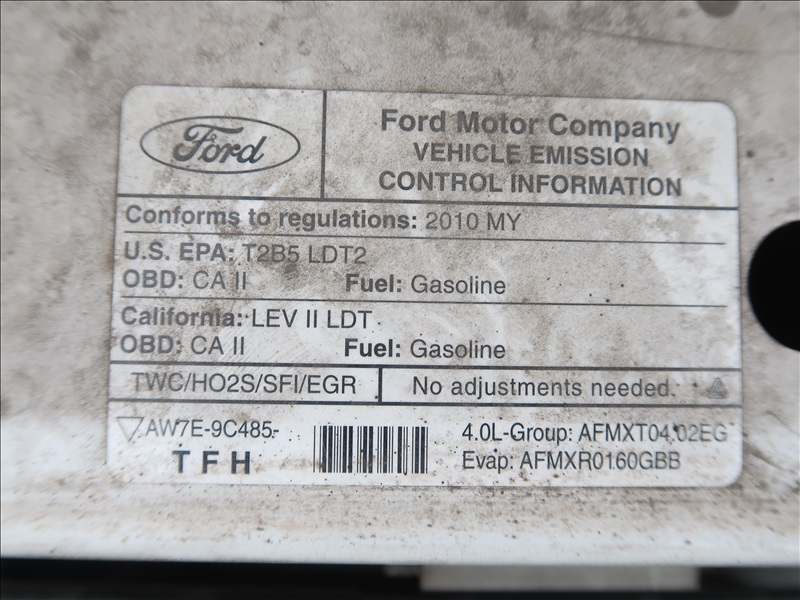 Ford
Ford Motor Company
VEHICLE EMISSION
CONTROL INFORMATION
Conforms to regulations: 2010 MY
U.S. EPA: T2B5 LDT2
OBD: CA II Fuel: Gasoline
California: LEV II LDT
OBD: CA II Fuel: Gasoline
TWC/HO2S/SFI/EGR No adjustments needed.
AW7E-9C485-
TFH
4.0L-Group: AFMXT04.02EG
Evap: AFMXR0160GBB